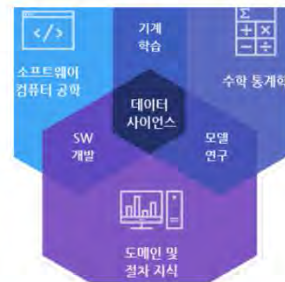 </>
기계
학습
소프트웨어
컴퓨터 공학
수학 통계학
데이터
사이언스
SW
개발
모델
연구
도메인 및
절차 지식